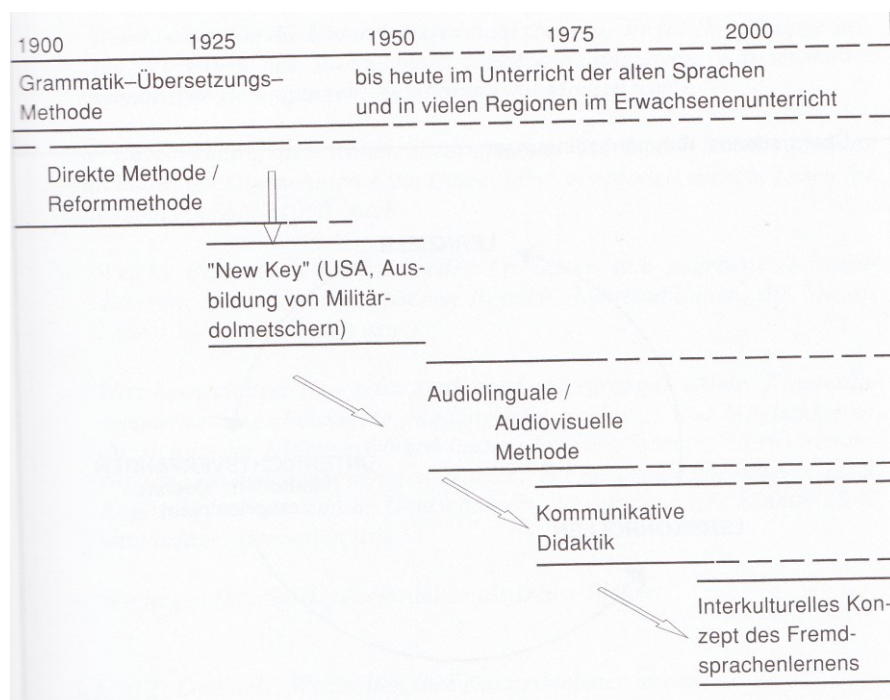 1900 1925 1950 1975 2000
Grammatik–Übersetzungs–
Methode
bis heute im Unterricht der alten Sprachen
und in vielen Regionen im Erwachsenenunterricht
Direkte Methode /
Reformmethode
"New Key" (USA, Aus-
bildung von Militär-
dolmetschern)
Audiolinguale /
Audiovisuelle
Methode
Kommunikative
Didaktik
Interkulturelles Kon-
zept des Fremd-
sprachenlernens